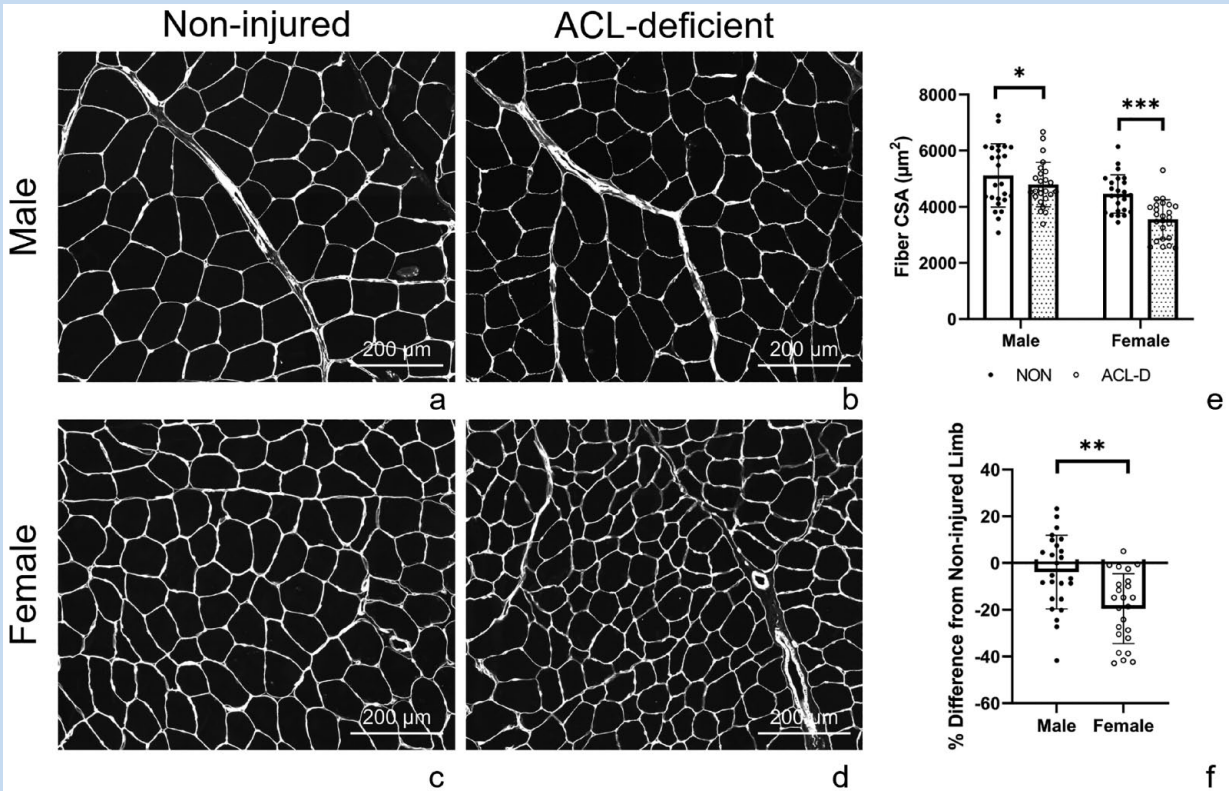 Non-injured
ACL-deficient
Male
Female
200 µm
a
200 µm
b
200 µm
c
200 µm
d
Fiber CSA (µm²)
8000
6000
4000
2000
0
*
***
Male Female
• NON ○ ACL-D
e
% Difference from Non-injured Limb
40
20
0
-20
-40
-60
**
Male Female
f